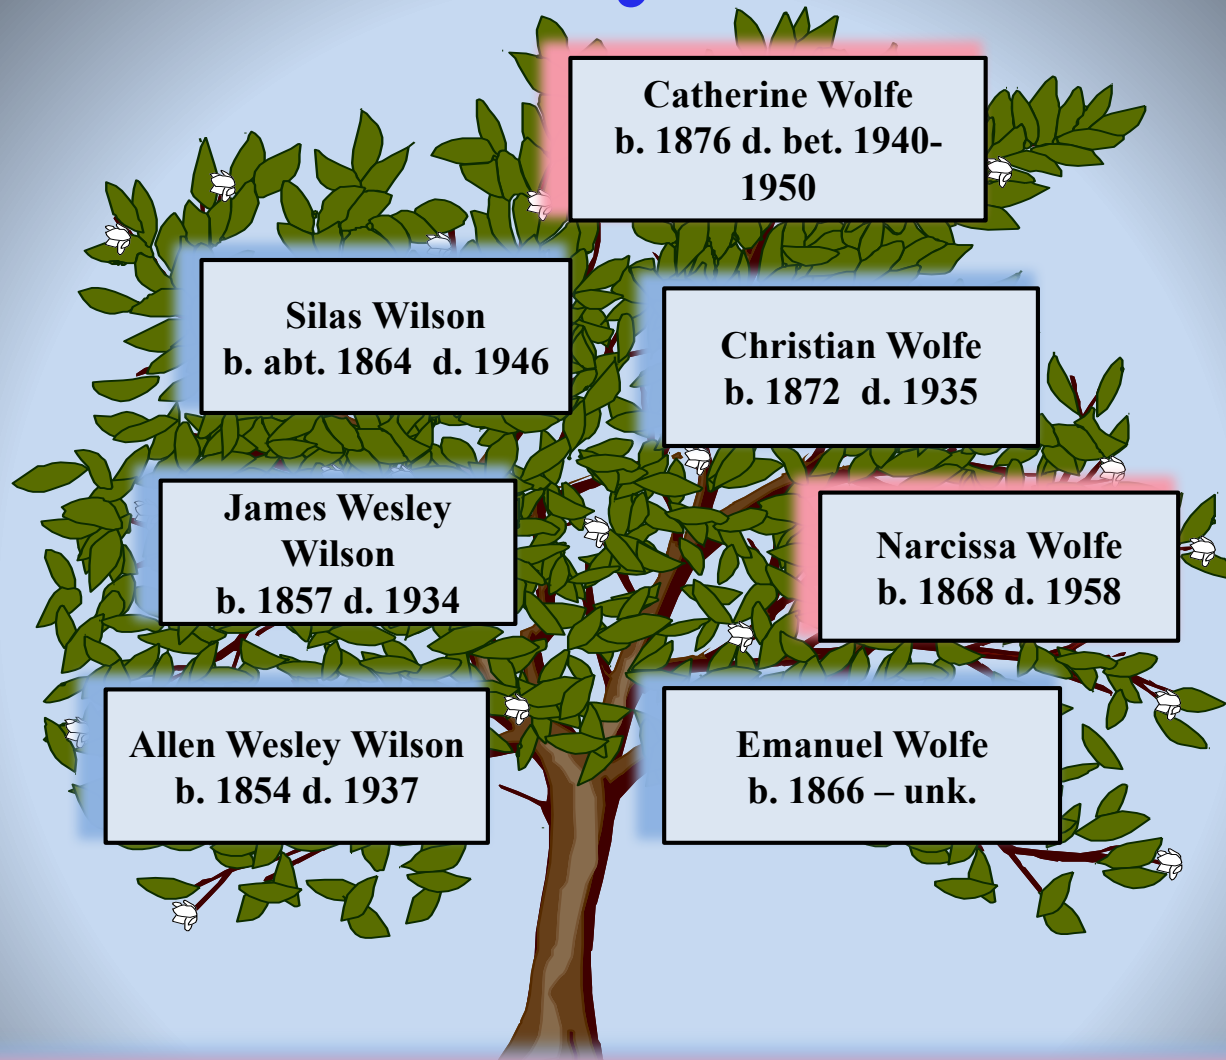 Catherine Wolfe
b. 1876 d. bet. 1940-
1950
Silas Wilson
b. abt. 1864  d. 1946
Christian Wolfe
b. 1872  d. 1935
James Wesley
Wilson
b. 1857 d. 1934
Narcissa Wolfe
b. 1868 d. 1958
Allen Wesley Wilson
b. 1854 d. 1937
Emanuel Wolfe
b. 1866 – unk.